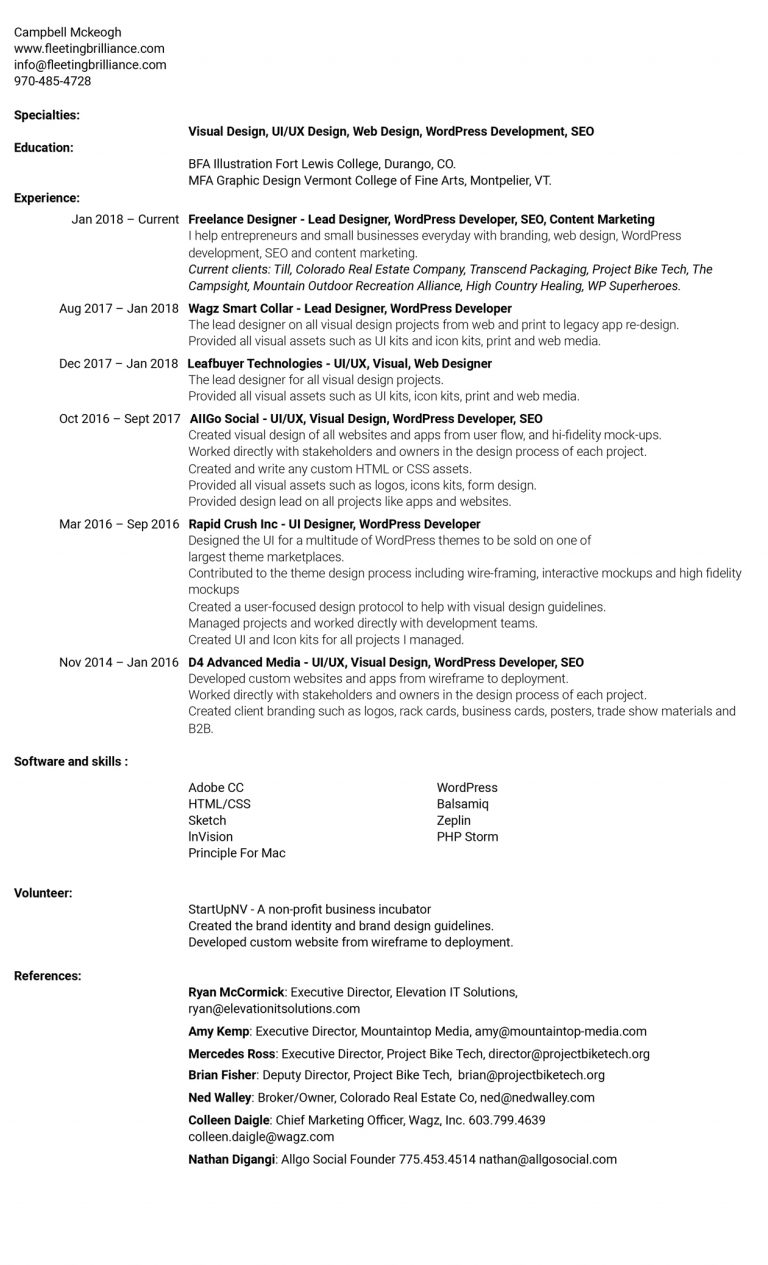 Campbell Mckeogh
www.fleetingbrilliance.com
info@fleetingbrilliance.com
970-485-4728
Specialties:
Visual Design, UI/UX Design, Web Design, WordPress Development, SEO
Education:
BFA Illustration Fort Lewis College, Durango, CO.
MFA Graphic Design Vermont College of Fine Arts, Montpelier, VT.
Experience:
Jan 2018 – Current Freelance Designer - Lead Designer, WordPress Developer, SEO, Content Marketing
I help entrepreneurs and small businesses everyday with branding, web design, WordPress
development, SEO and content marketing.
Current clients: Till, Colorado Real Estate Company, Transcend Packaging, Project Bike Tech, The
Campsight, Mountain Outdoor Recreation Alliance, High Country Healing, WP Superheroes.
Aug 2017 – Jan 2018 Wagz Smart Collar - Lead Designer, WordPress Developer
The lead designer on all visual design projects from web and print to legacy app re-design.
Provided all visual assets such as UI kits and icon kits, print and web media.
Dec 2017 – Jan 2018 Leafbuyer Technologies - UI/UX, Visual, Web Designer
The lead designer for all visual design projects.
Provided all visual assets such as UI kits, icon kits, print and web media.
Oct 2016 – Sept 2017 AllGo Social - UI/UX, Visual Design, WordPress Developer, SEO
Created visual design of all websites and apps from user flow, and hi-fidelity mock-ups.
Worked directly with stakeholders and owners in the design process of each project.
Created and write any custom HTML or CSS assets.
Provided all visual assets such as logos, icons kits, form design.
Provided design lead on all projects like apps and websites.
Mar 2016 – Sep 2016 Rapid Crush Inc - UI Designer, WordPress Developer
Designed the UI for a multitude of WordPress themes to be sold on one of
largest theme marketplaces.
Contributed to the theme design process including wire-framing, interactive mockups and high fidelity
mockups
Created a user-focused design protocol to help with visual design guidelines.
Managed projects and worked directly with development teams.
Created UI and Icon kits for all projects I managed.
Nov 2014 – Jan 2016 D4 Advanced Media - UI/UX, Visual Design, WordPress Developer, SEO
Developed custom websites and apps from wireframe to deployment.
Worked directly with stakeholders and owners in the design process of each project.
Created client branding such as logos, rack cards, business cards, posters, trade show materials and
B2B.
Software and skills :
Adobe CC
HTML/CSS
Sketch
InVision
Principle For Mac
WordPress
Balsamiq
Zeplin
PHP Storm
Volunteer:
StartUpNV - A non-profit business incubator
Created the brand identity and brand design guidelines.
Developed custom website from wireframe to deployment.
References:
Ryan McCormick: Executive Director, Elevation IT Solutions,
ryan@elevationitsolutions.com
Amy Kemp: Executive Director, Mountaintop Media, amy@mountaintop-media.com
Mercedes Ross: Executive Director, Project Bike Tech, director@projectbiketech.org
Brian Fisher: Deputy Director, Project Bike Tech, brian@projectbiketech.org
Ned Walley: Broker/Owner, Colorado Real Estate Co, ned@nedwalley.com
Colleen Daigle: Chief Marketing Officer, Wagz, Inc. 603.799.4639
colleen.daigle@wagz.com
Nathan Digangi: Allgo Social Founder 775.453.4514 nathan@allgosocial.com